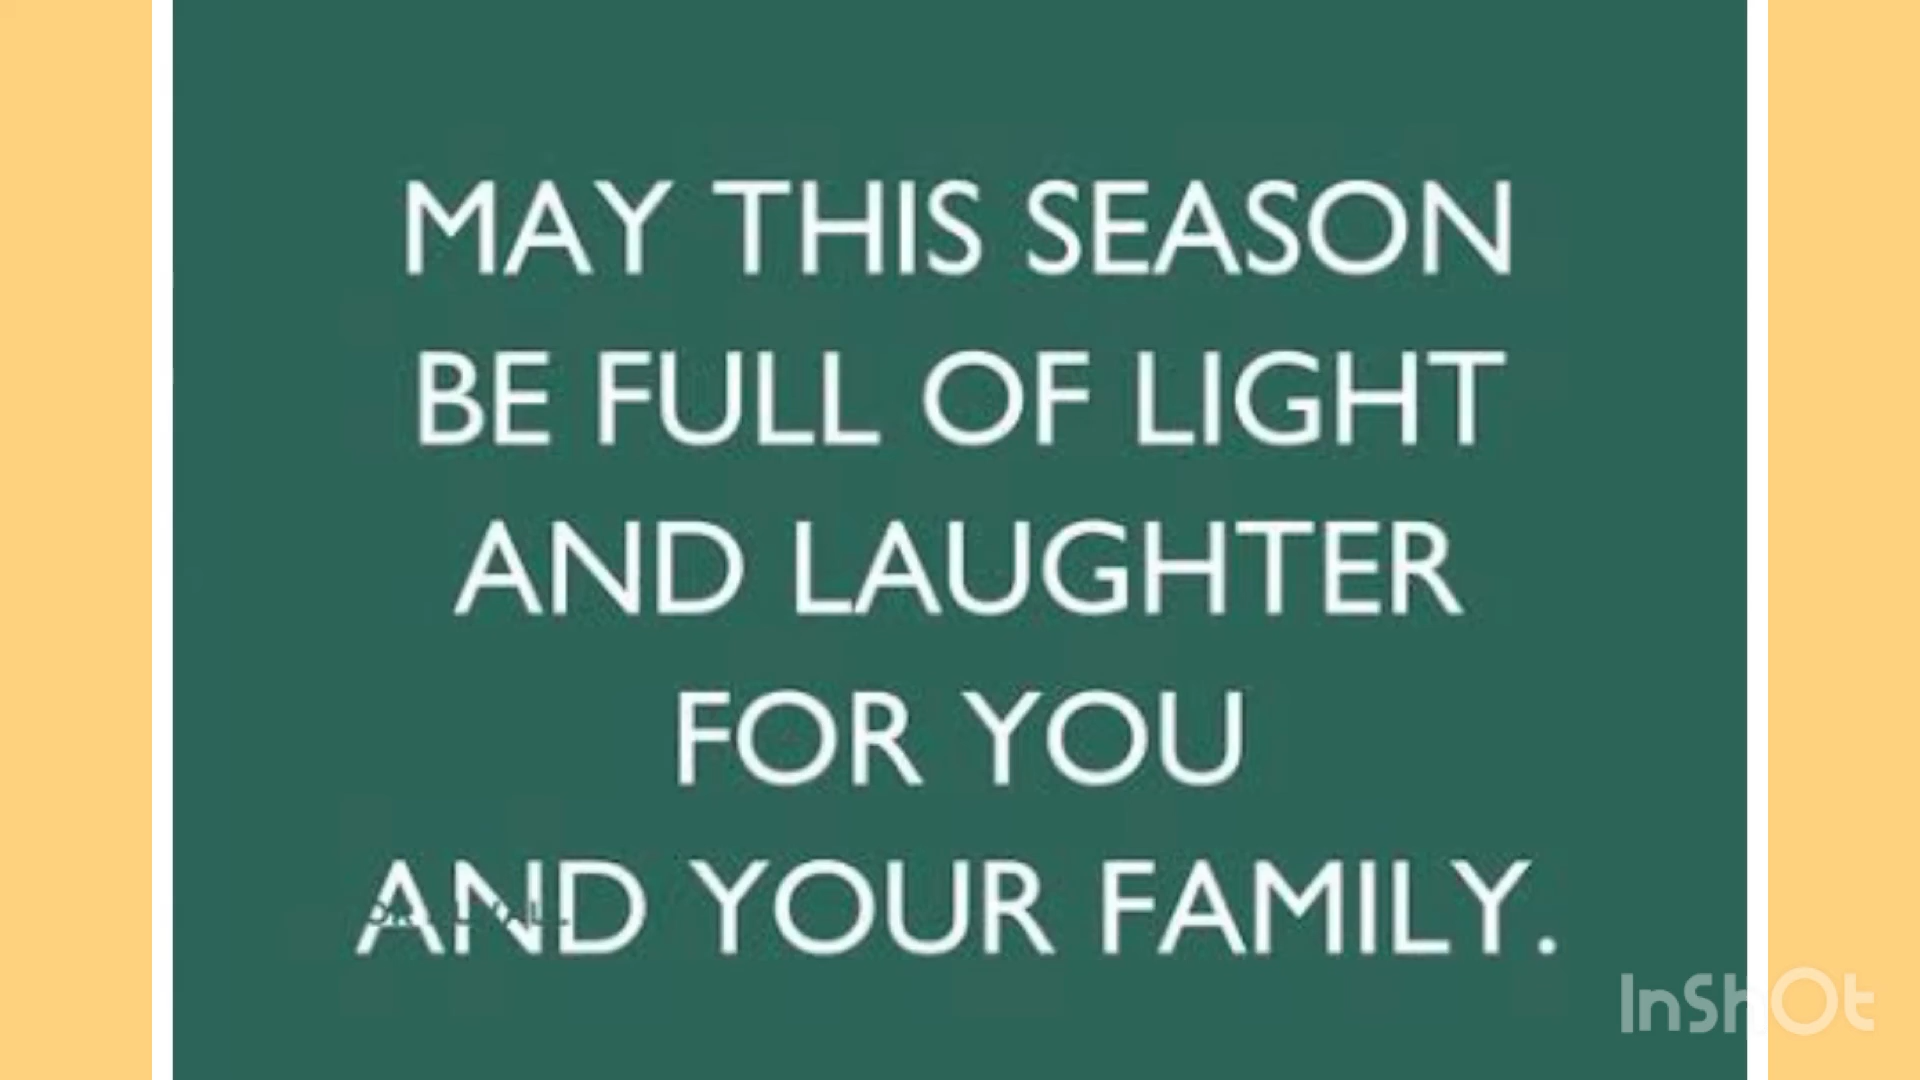 MAY THIS SEASON
BE FULL OF LIGHT
AND LAUGHTER
FOR YOU
AND YOUR FAMILY.
InShOt